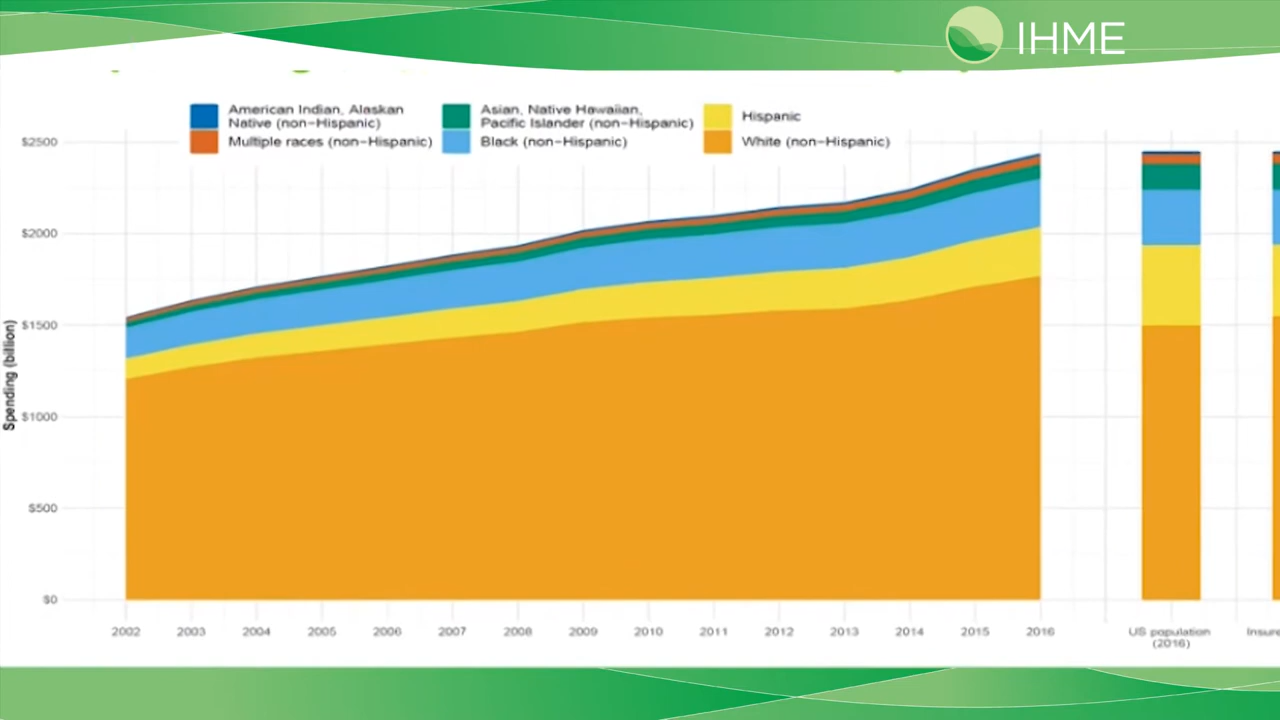 IHME
American Indian, Alaskan
Native (non-Hispanic)
Asian, Native Hawaiian,
Pacific Islander (non-Hispanic)
Hispanic
Multiple races (non-Hispanic)
Black (non-Hispanic)
White (non-Hispanic)
Spending (billion)
$2500
$2000
$1500
$1000
$500
$0
2002 2003 2004 2005 2006 2007 2008 2009 2010 2011 2012 2013 2014 2015 2016
US population
(2016)
Insure